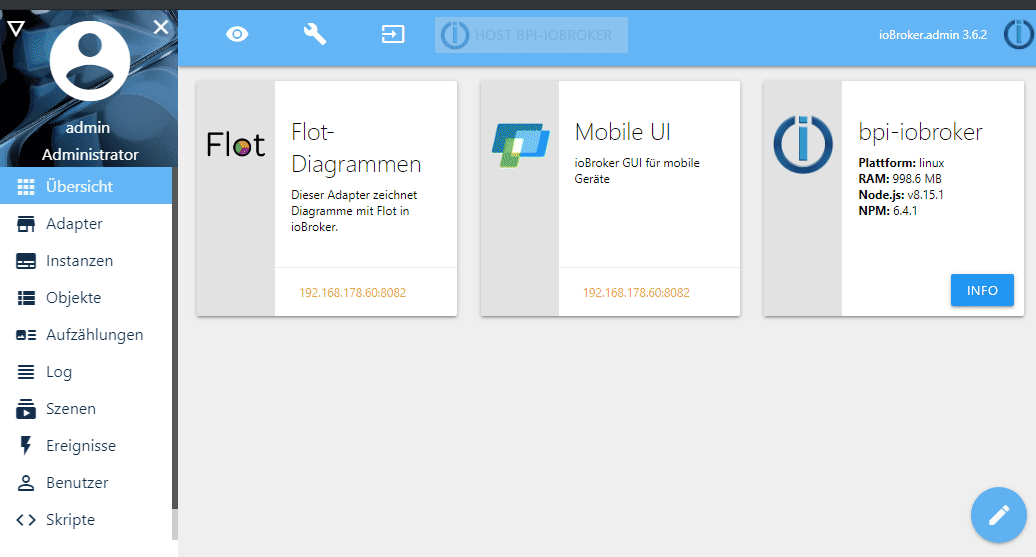 HOST BPI-IOBROKER
ioBroker.admin 3.6.2
admin
Administrator
Übersicht
Adapter
Instanzen
Objekte
Aufzählungen
Log
Szenen
Ereignisse
Benutzer
Skripte
Flot
Flot-
Diagrammen
Dieser Adapter zeichnet
Diagramme mit Flot in
ioBroker.
192.168.178.60:8082
Mobile UI
ioBroker GUI für mobile
Geräte
192.168.178.60:8082
bpi-iobroker
Plattform: linux
RAM: 998.6 MB
Node.js: v8.15.1
NPM: 6.4.1
INFO